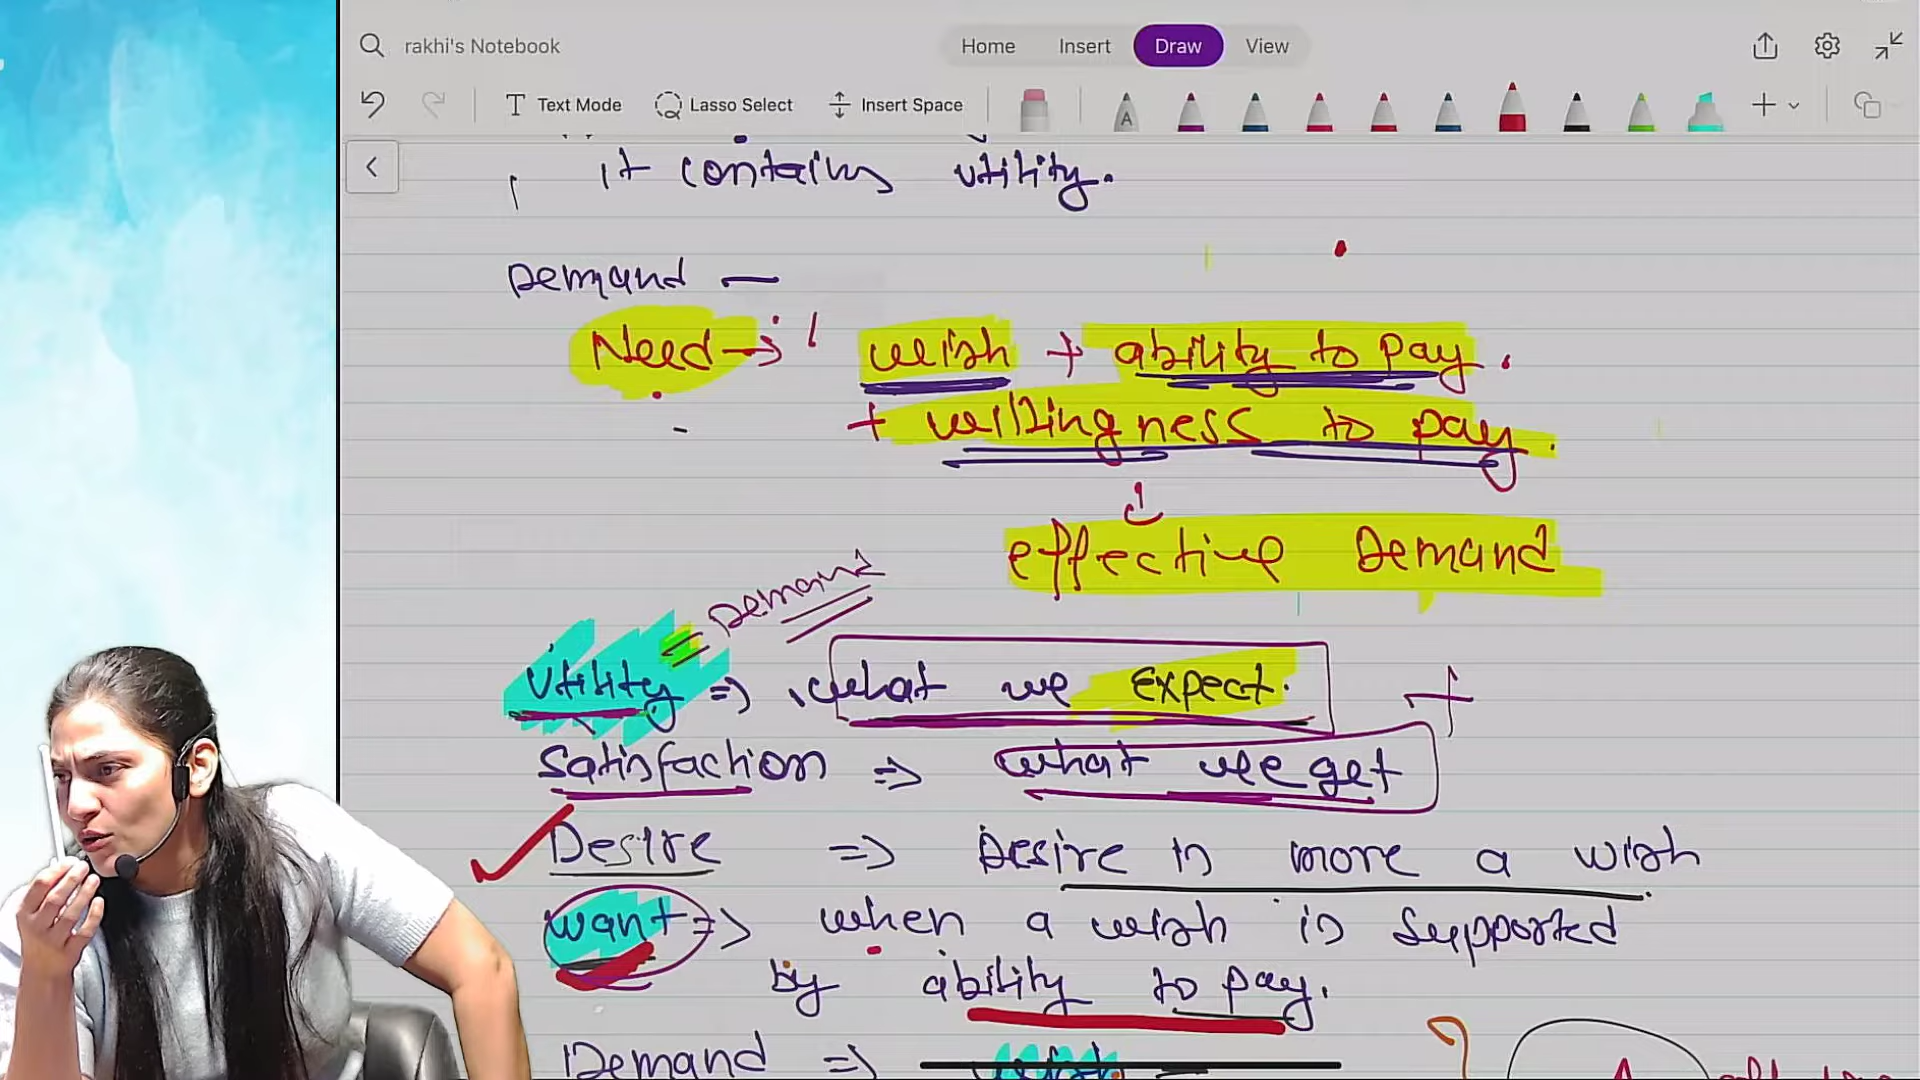 rakhi's Notebook
Home Insert Draw View
Text Mode Lasso Select Insert Space
it contains utility.
Demand —
Need → wish + ability to pay.
+ willingness to pay.
effective Demand
= Demand
Utility => what we Expect. +
Satisfaction => what we get
Desire => Desire is more a wish
want => when a wish is supported
by ability to pay.
Demand => wish